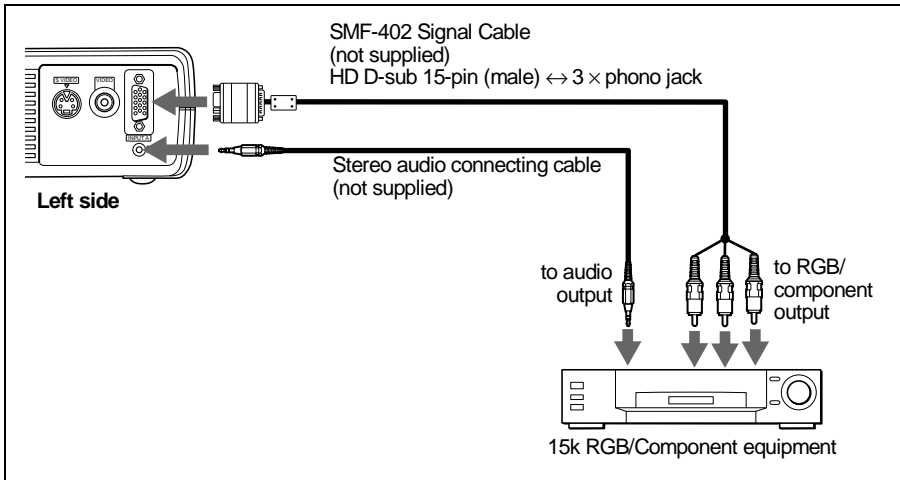 SMF-402 Signal Cable
(not supplied)
HD D-sub 15-pin (male) ↔ 3 × phono jack
S VIDEO
VIDEO
INPUT A
Stereo audio connecting cable
(not supplied)
Left side
to audio
output
to RGB/
component
output
15k RGB/Component equipment